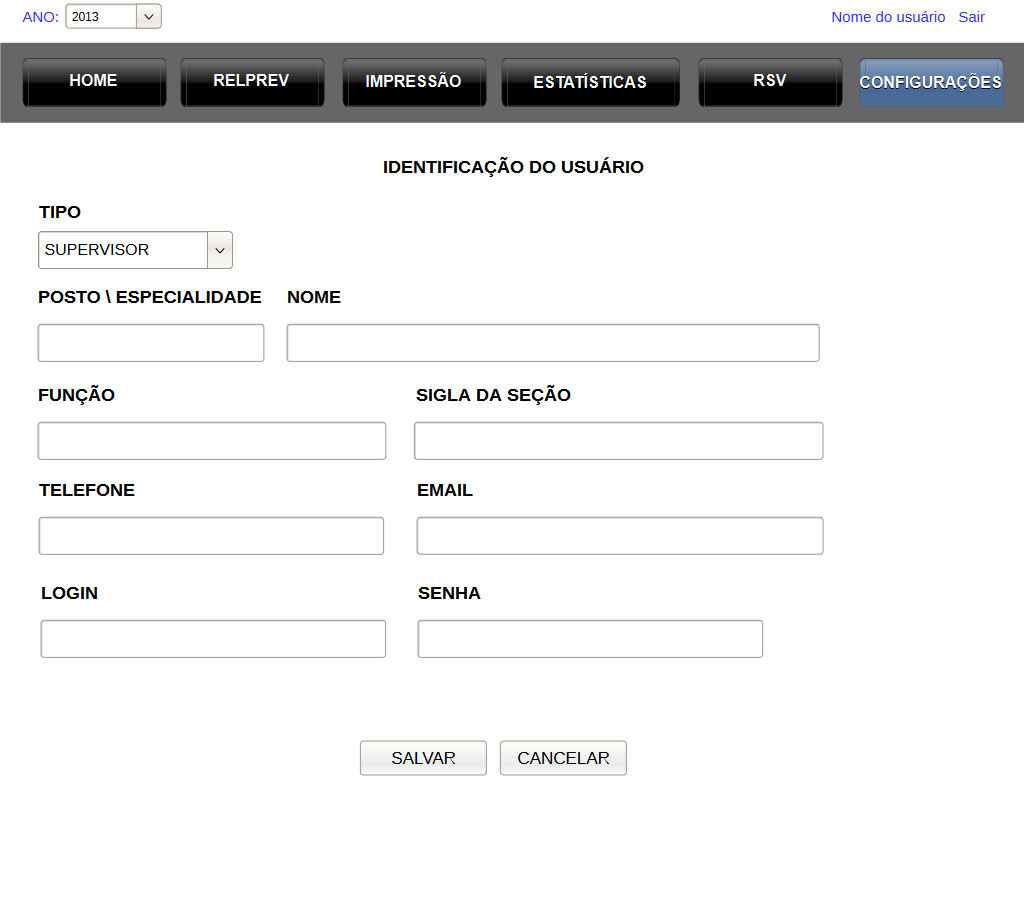 ANO: 2013 Nome do usuário Sair
HOME RELPREV IMPRESSÃO ESTATÍSTICAS RSV CONFIGURAÇÕES
IDENTIFICAÇÃO DO USUÁRIO
TIPO
SUPERVISOR
POSTO \ ESPECIALIDADE NOME
FUNÇÃO SIGLA DA SEÇÃO
TELEFONE EMAIL
LOGIN SENHA
SALVAR CANCELAR